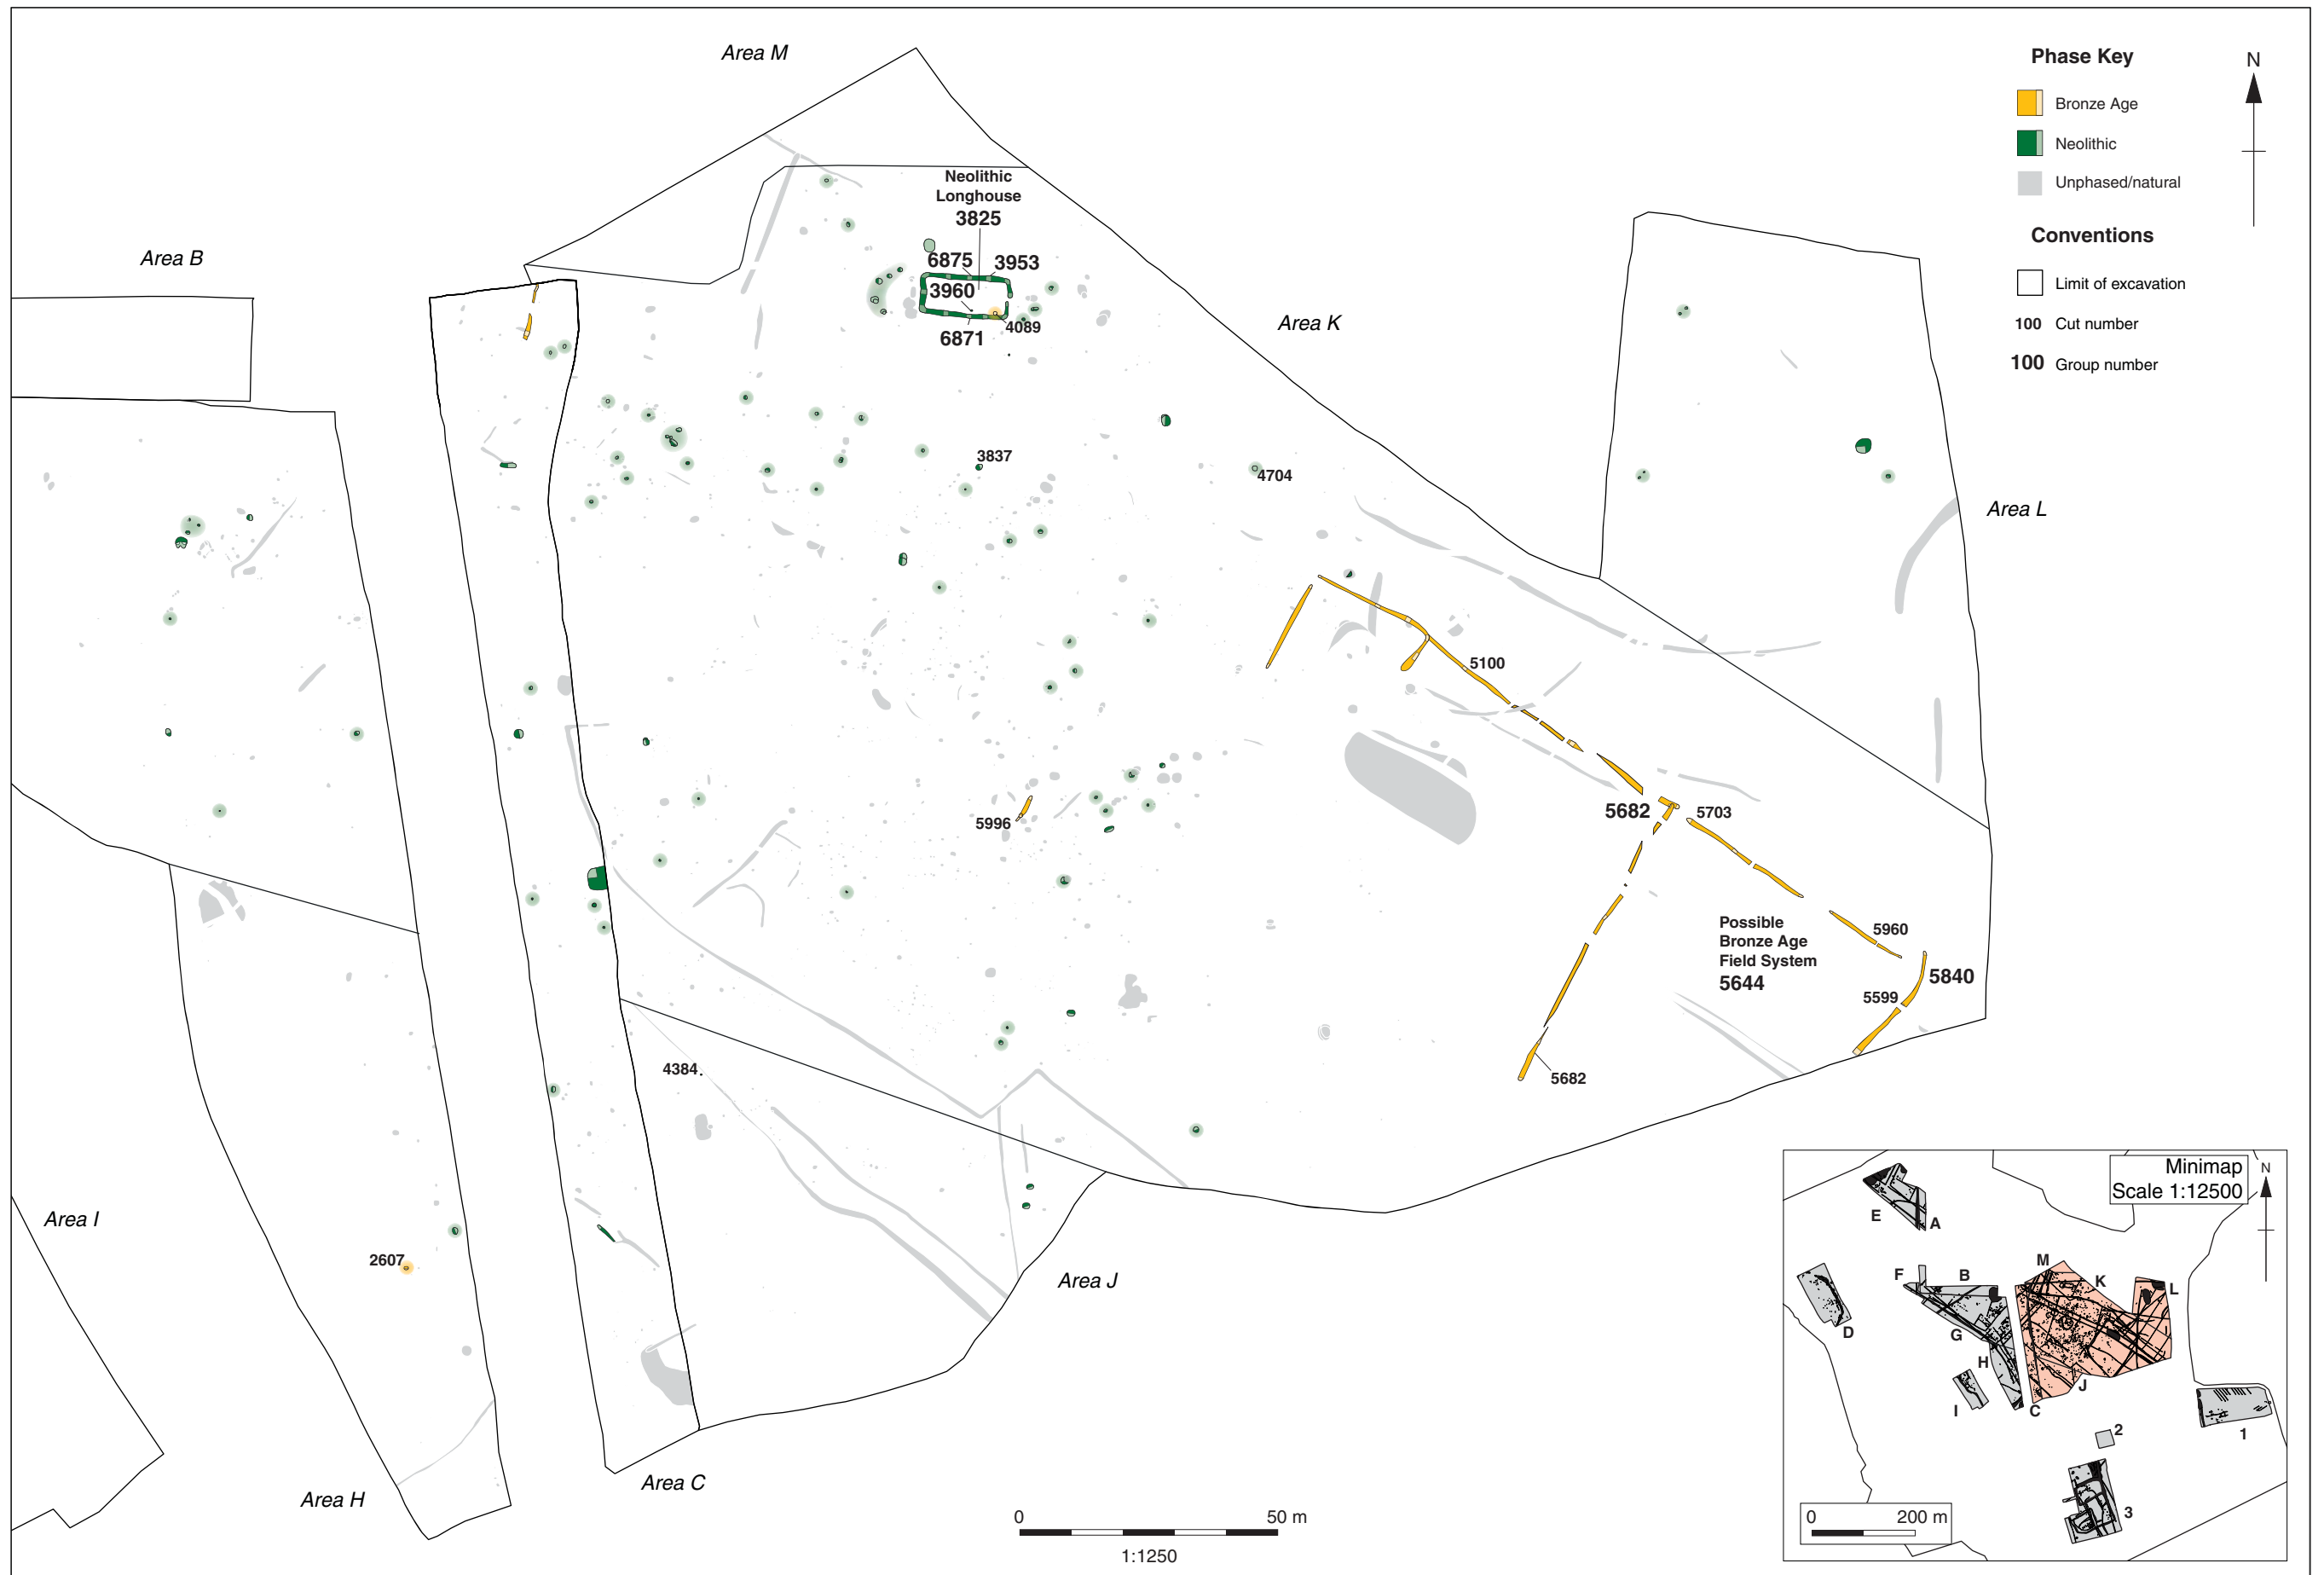 Area M
Phase Key
N
Bronze Age
Neolithic
Unphased/natural
Conventions
Limit of excavation
100 Cut number
100 Group number
Neolithic
Longhouse
3825
6875
3953
3960
4089
6871
Area B
Area K
3837
4704
Area L
5100
5682
5703
5996
Possible
Bronze Age
Field System
5644
5960
5840
5599
5682
4384
Area I
2607
Area J
Area H
Area C
0 50 m
1:1250
Minimap
Scale 1:12500
N
E
A
M
F
B
K
L
D
G
H
J
I
C
2
1
3
0 200 m